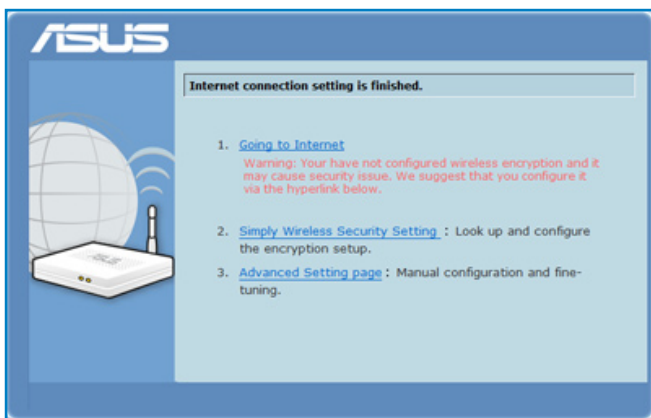 ASUS
Internet connection setting is finished.
1. Going to Internet
Warning: Your have not configured wireless encryption and it
may cause security issue. We suggest that you configure it
via the hyperlink below.
2. Simply Wireless Security Setting : Look up and configure
the encryption setup.
3. Advanced Setting page : Manual configuration and fine-
tuning.
ASUS